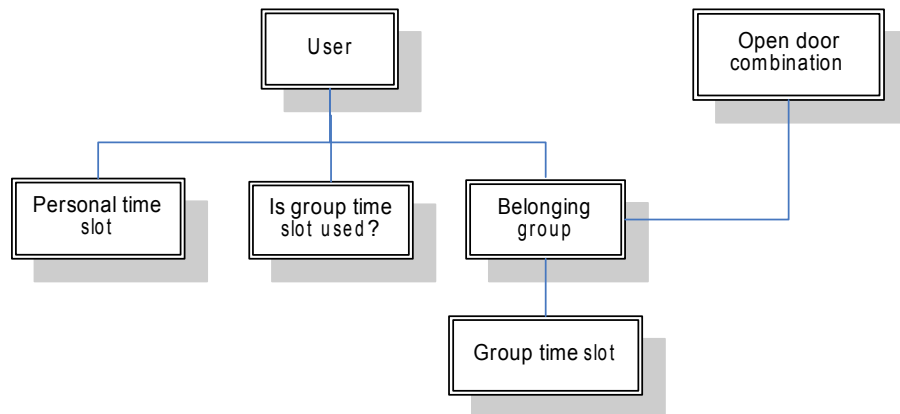 User
Open door
combination
Personal time
slot
Is group time
slot used?
Belonging
group
Group time slot